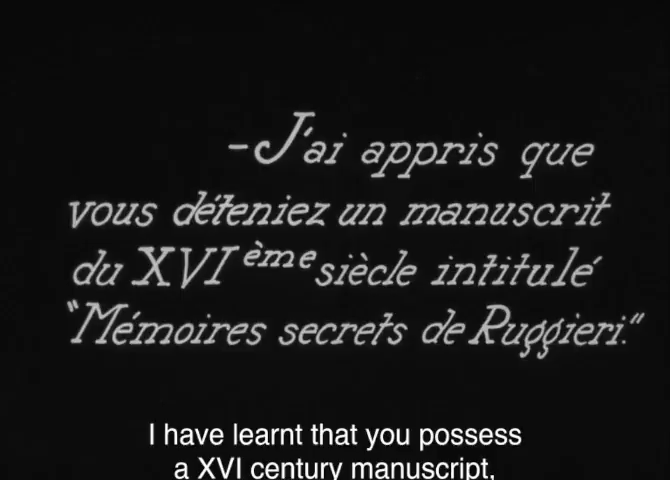 -J'ai appris que
vous déteniez un manuscrit
du XVIème siècle intitulé
"Mémoires secrets de Ruggieri."
I have learnt that you possess
a XVI century manuscript,